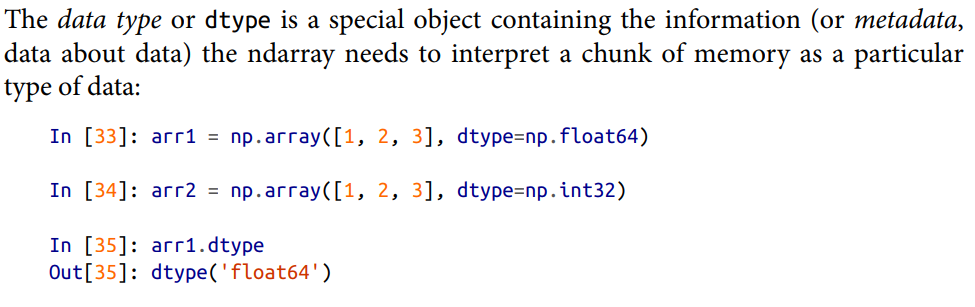 The data type or dtype is a special object containing the information (or metadata,
data about data) the ndarray needs to interpret a chunk of memory as a particular
type of data:
In [33]: arr1 = np.array([1, 2, 3], dtype=np.float64)
In [34]: arr2 = np.array([1, 2, 3], dtype=np.int32)
In [35]: arr1.dtype
Out[35]: dtype('float64')